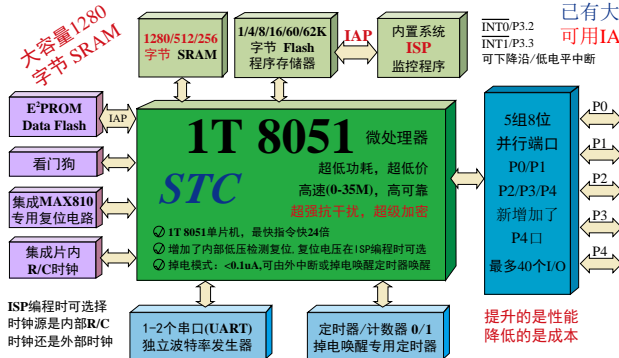 大容量1280
字节 SRAM
1280/512/256
字节 SRAM
1/4/8/16/60/62K
字节 Flash
程序存储器
IAP
内置系统
ISP
监控程序
INT0/P3.2
INT1/P3.3
可下降沿/低电平中断
已有大
可用IA
E²PROM
Data Flash
IAP
看门狗
集成MAX810
专用复位电路
集成片内
R/C时钟
1T 8051 微处理器
STC
超低功耗，超低价
高速(0-35M)，高可靠
超强抗干扰，超级加密
1T 8051单片机，最快指令快24倍
增加了内部低压检测复位, 复位电压在ISP编程时可选
掉电模式：<0.1uA,可由外中断或掉电唤醒定时器唤醒
5组8位
并行端口
P0/P1
P2/P3/P4
新增加了
P4口
最多40个I/O
P0
P1
P2
P3
P4
ISP编程时可选择
时钟源是内部R/C
时钟还是外部时钟
1-2个串口(UART)
独立波特率发生器
定时器/计数器 0/1
掉电唤醒专用定时器
提升的是性能
降低的是成本